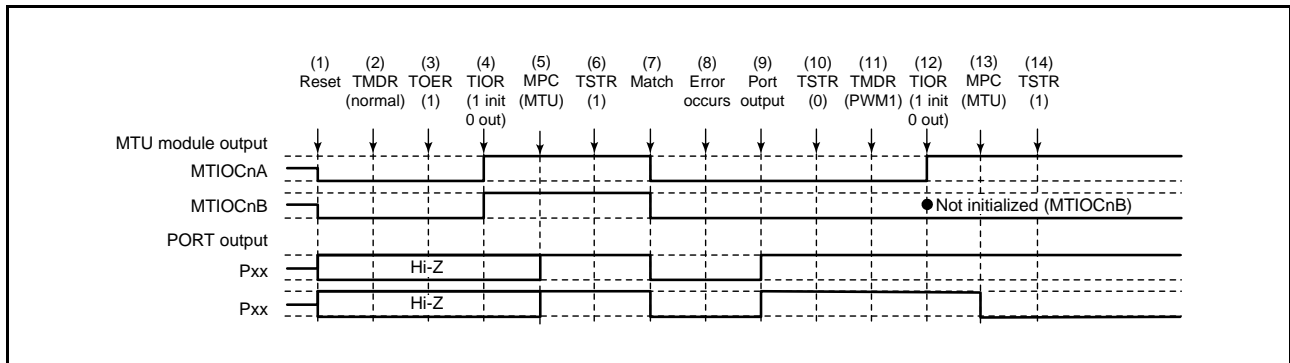 (1) (2) (3) (4) (5) (6) (7) (8) (9) (10) (11) (12) (13) (14)
Reset TMDR TOER TIOR MPC TSTR Match Error Port TSTR TMDR TIOR MPC TSTR
(normal) (1) (1 init (MTU) (1) occurs output (0) (PWM1) (1 init (MTU) (1)
0 out) 0 out)
MTU module output
MTIOCnA
MTIOCnB Not initialized (MTIOCnB)
PORT output
Pxx Hi-Z
Pxx Hi-Z